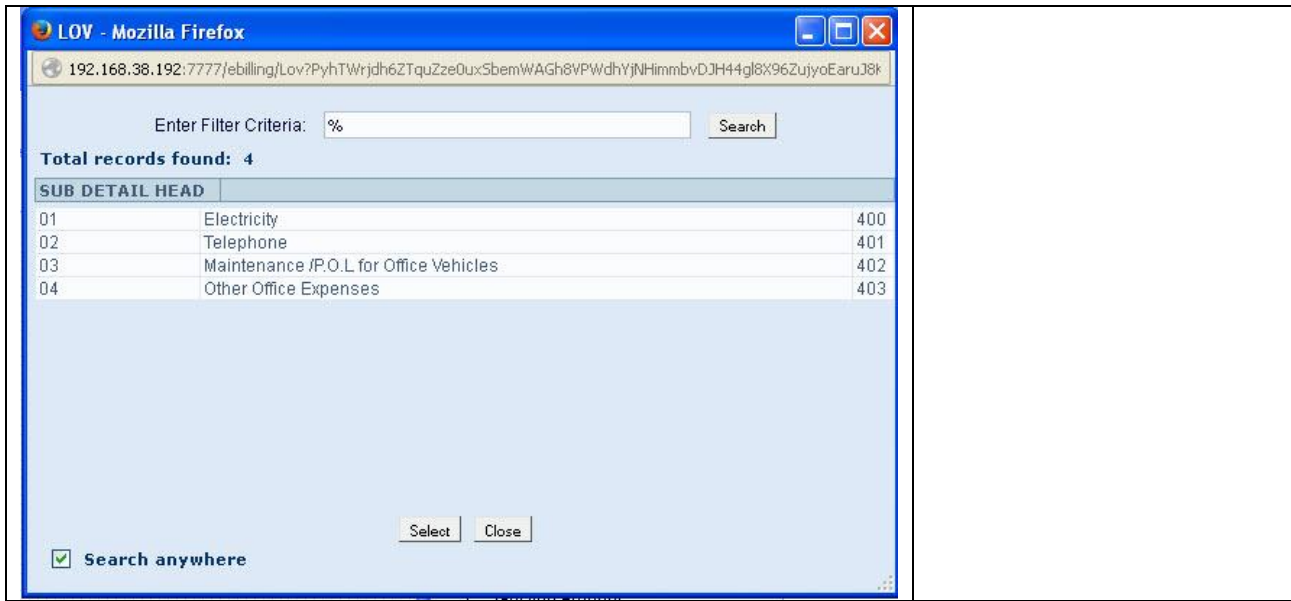 LOV - Mozilla Firefox
192.168.38.192:7777/ebilling/Lov?
Enter Filter Criteria: % Search
Total records found: 4
SUB DETAIL HEAD
01 Electricity 400
02 Telephone 401
03 Maintenance /P.O.L for Office Vehicles 402
04 Other Office Expenses 403
Select Close
Search anywhere